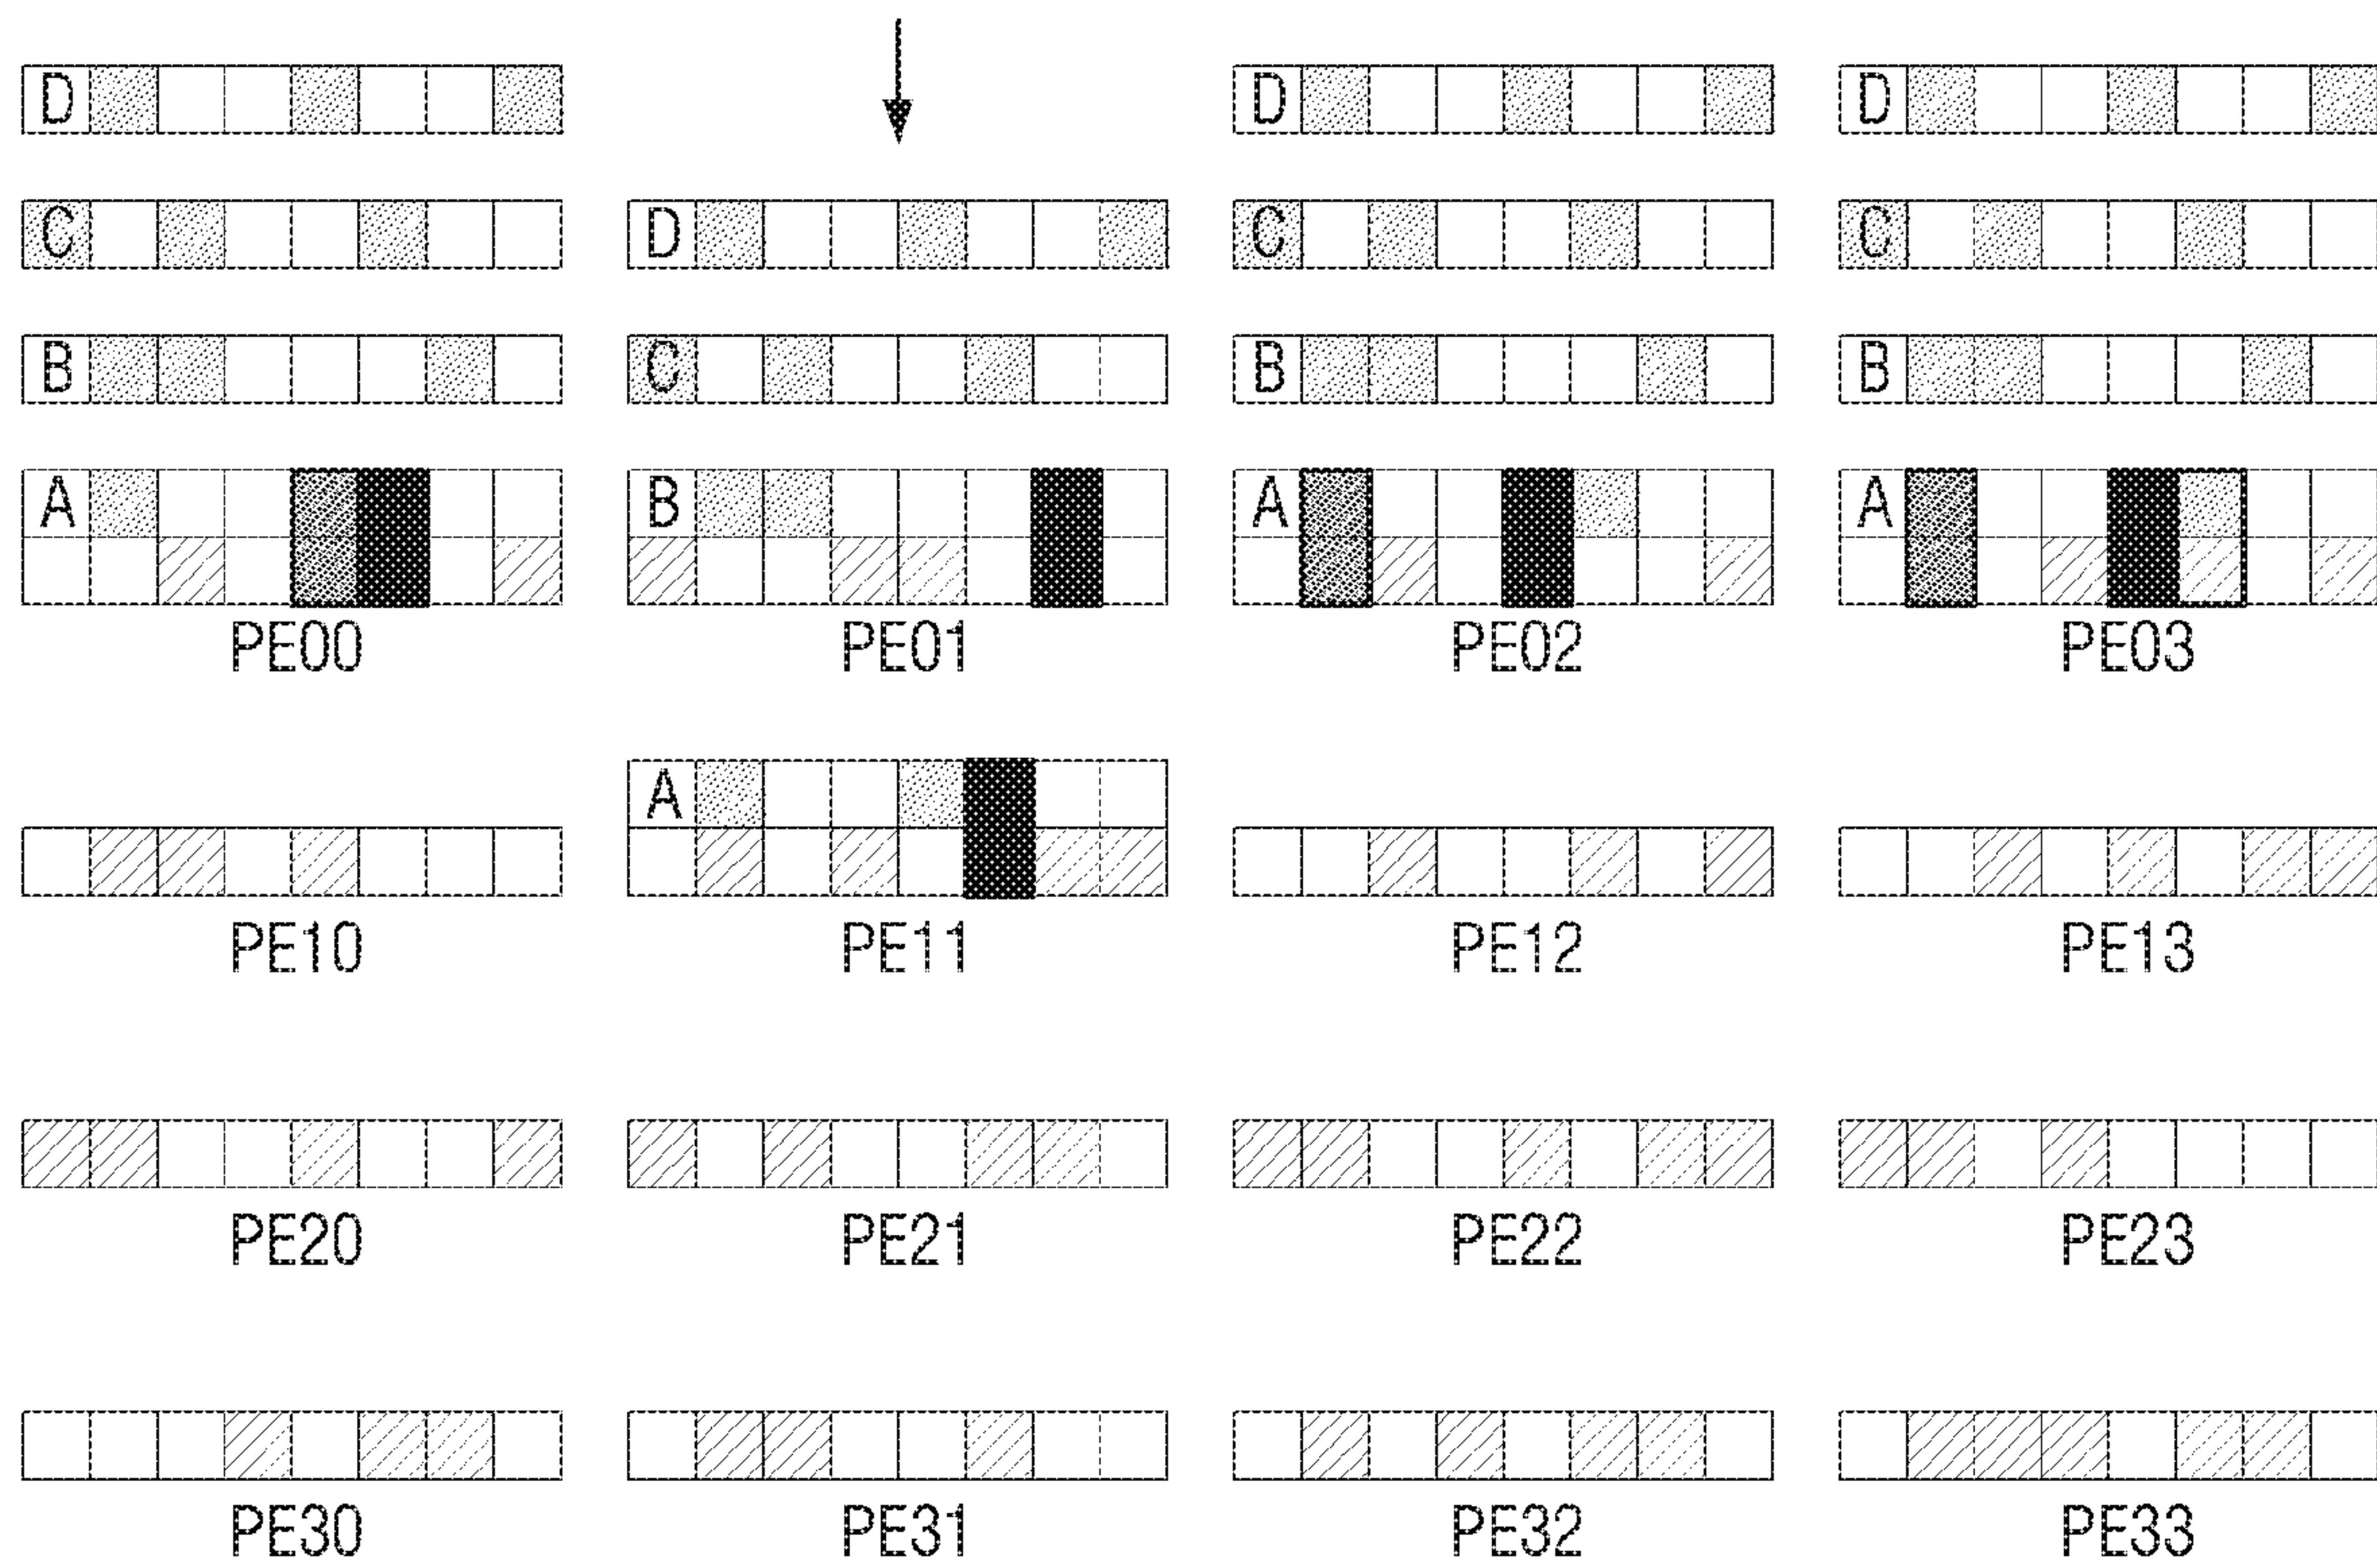 D D D
C D C C
B C B B
A B A A
PE00 PE01 PE02 PE03
A
PE10 PE11 PE12 PE13
PE20 PE21 PE22 PE23
PE30 PE31 PE32 PE33